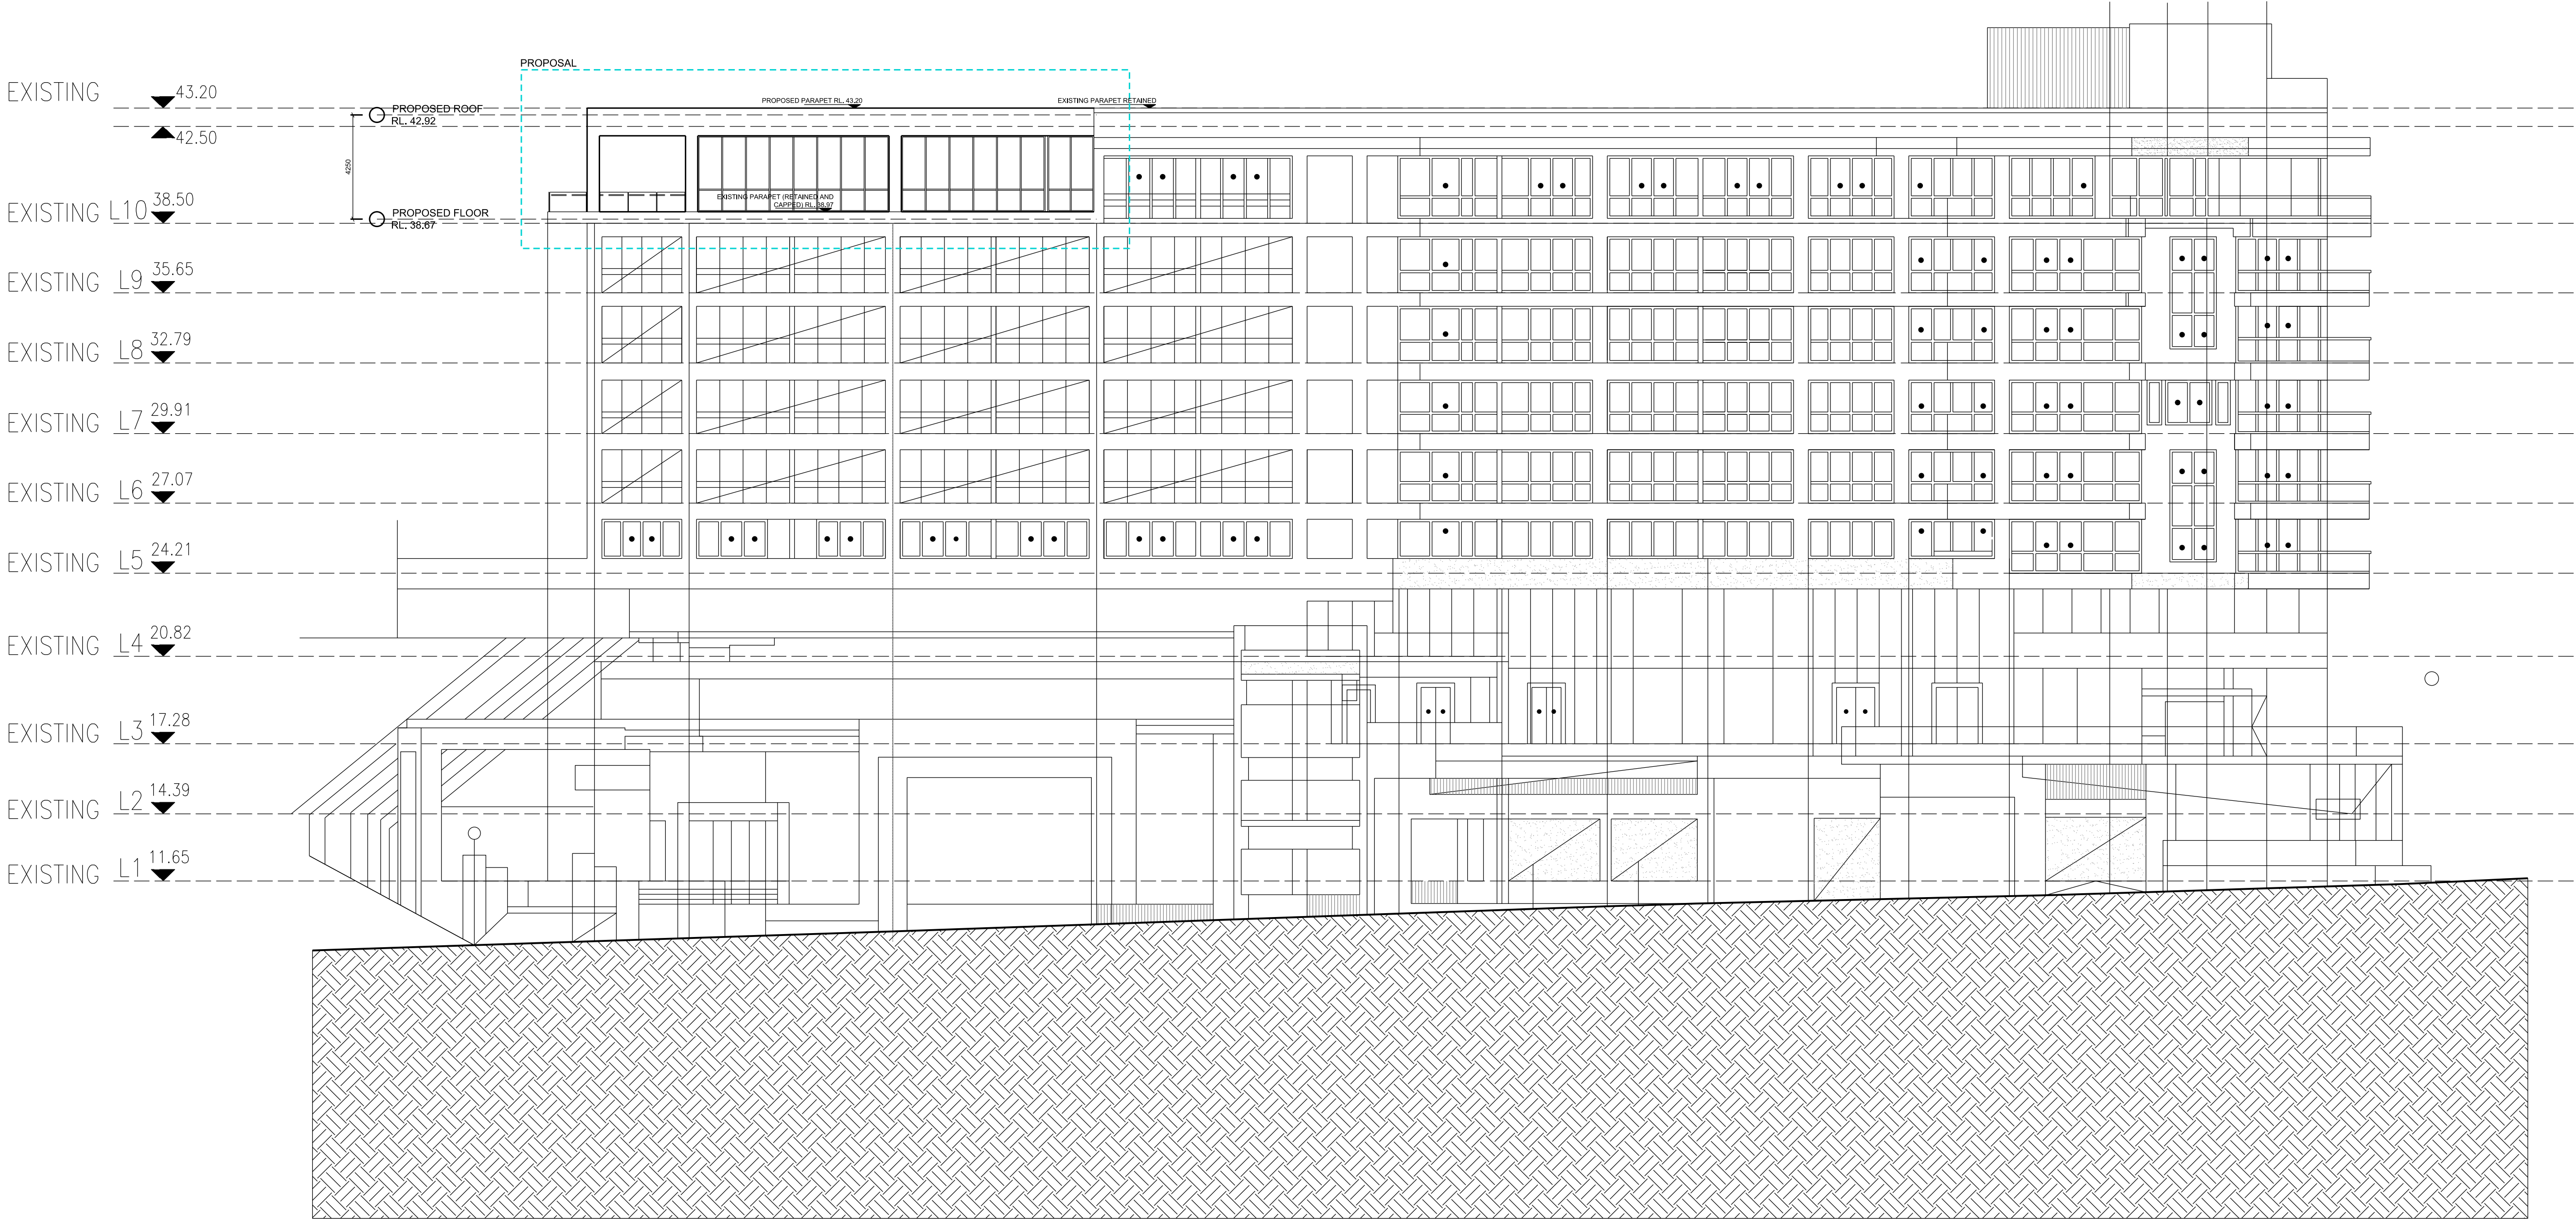 PROPOSAL
EXISTING 43.20
PROPOSED ROOF
RL. 42.92
PROPOSED PARAPET RL. 43.20
EXISTING PARAPET RETAINED
42.50
4250
EXISTING PARAPET (RETAINED AND
CAPPED) RL. 38.97
EXISTING L10 38.50
PROPOSED FLOOR
RL. 38.67
EXISTING L9 35.65
EXISTING L8 32.79
EXISTING L7 29.91
EXISTING L6 27.07
EXISTING L5 24.21
EXISTING L4 20.82
EXISTING L3 17.28
EXISTING L2 14.39
EXISTING L1 11.65